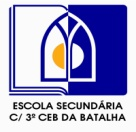 ESCOLA SECUNDÁRIA
C/ 3º CEB DA BATALHA